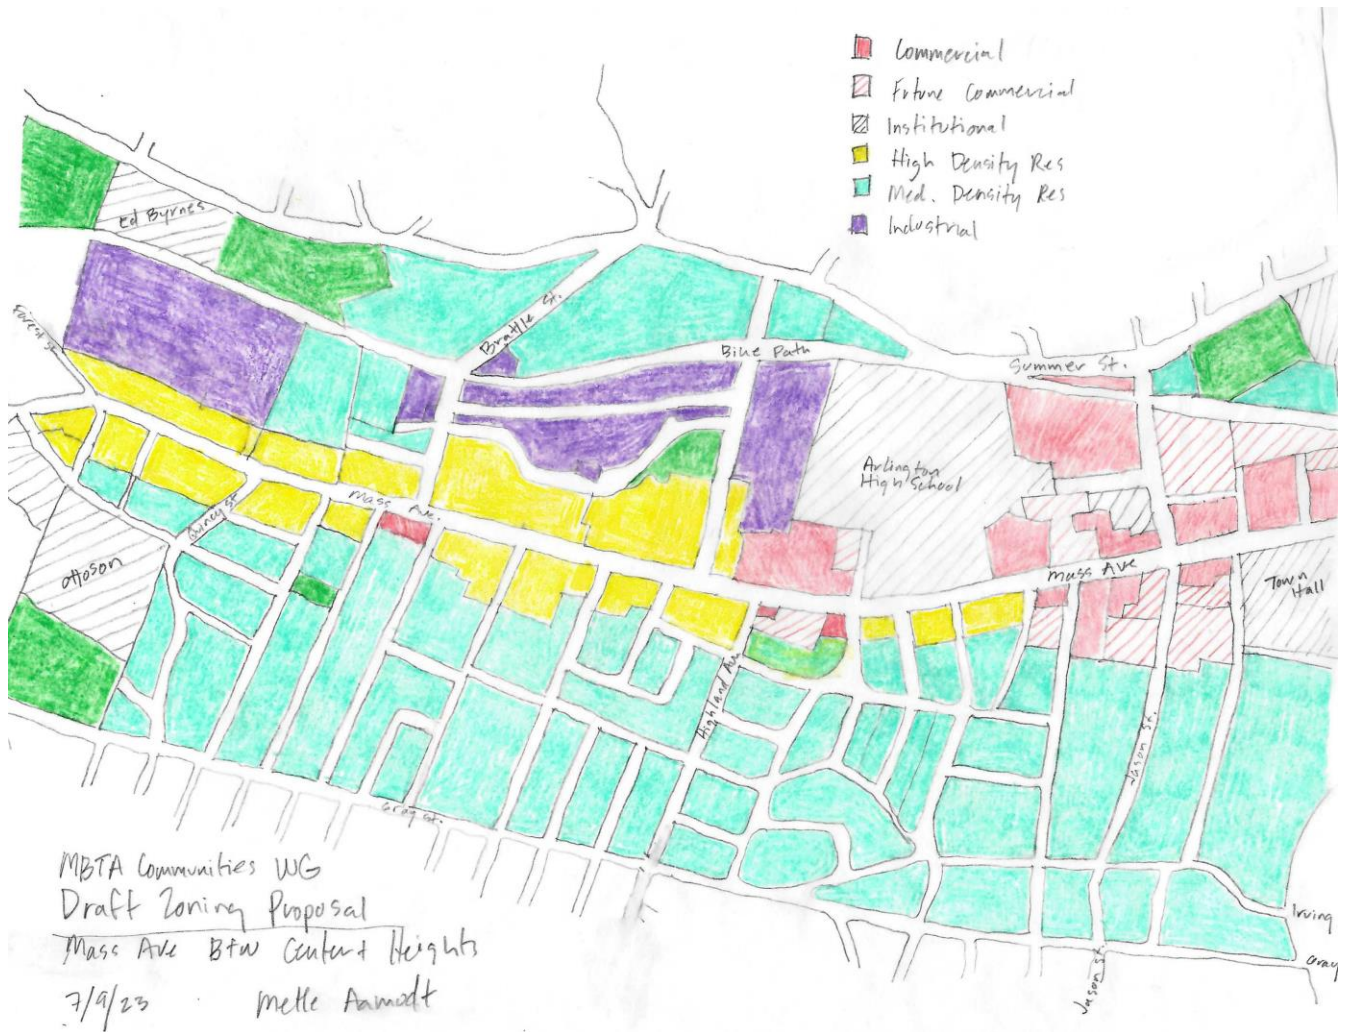 Commercial
Future Commercial
Institutional
High Density Res
Med. Density Res
Industrial
Ed Byrnes
Forest St.
Brattle St.
Bike Path
Summer St.
Arlington
High School
Mass Ave.
Quincy St.
Ottoson
Mass Ave
Town
Hall
Highland Ave
Jason St.
Gray St.
Irving
Gray
Jason St.
MBTA Communities WG
Draft Zoning Proposal
Mass Ave Btw Center + Heights
7/9/23 Mette Aamodt